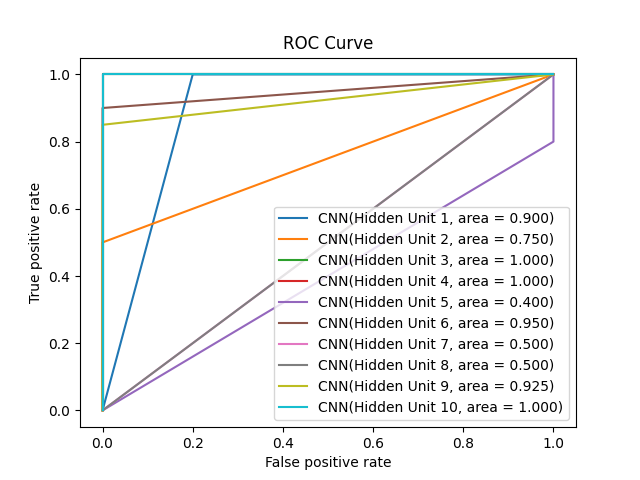 ROC Curve
1.0
0.8
0.6
0.4
0.2
0.0
True positive rate
CNN(Hidden Unit 1, area = 0.900)
CNN(Hidden Unit 2, area = 0.750)
CNN(Hidden Unit 3, area = 1.000)
CNN(Hidden Unit 4, area = 1.000)
CNN(Hidden Unit 5, area = 0.400)
CNN(Hidden Unit 6, area = 0.950)
CNN(Hidden Unit 7, area = 0.500)
CNN(Hidden Unit 8, area = 0.500)
CNN(Hidden Unit 9, area = 0.925)
CNN(Hidden Unit 10, area = 1.000)
0.0 0.2 0.4 0.6 0.8 1.0
False positive rate